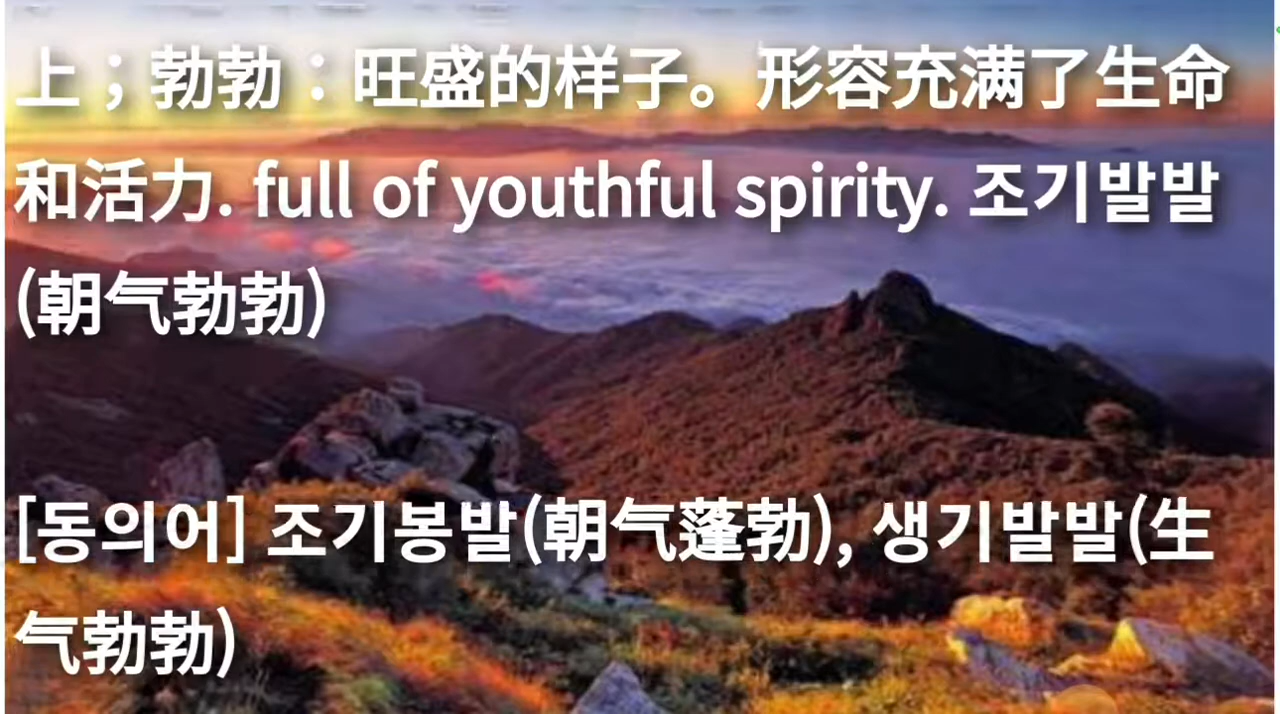 上；勃勃：旺盛的样子。形容充满了生命
和活力. full of youthful spirity. 조기발발
(朝气勃勃)
[동의어] 조기봉발(朝气蓬勃), 생기발발(生
气勃勃)